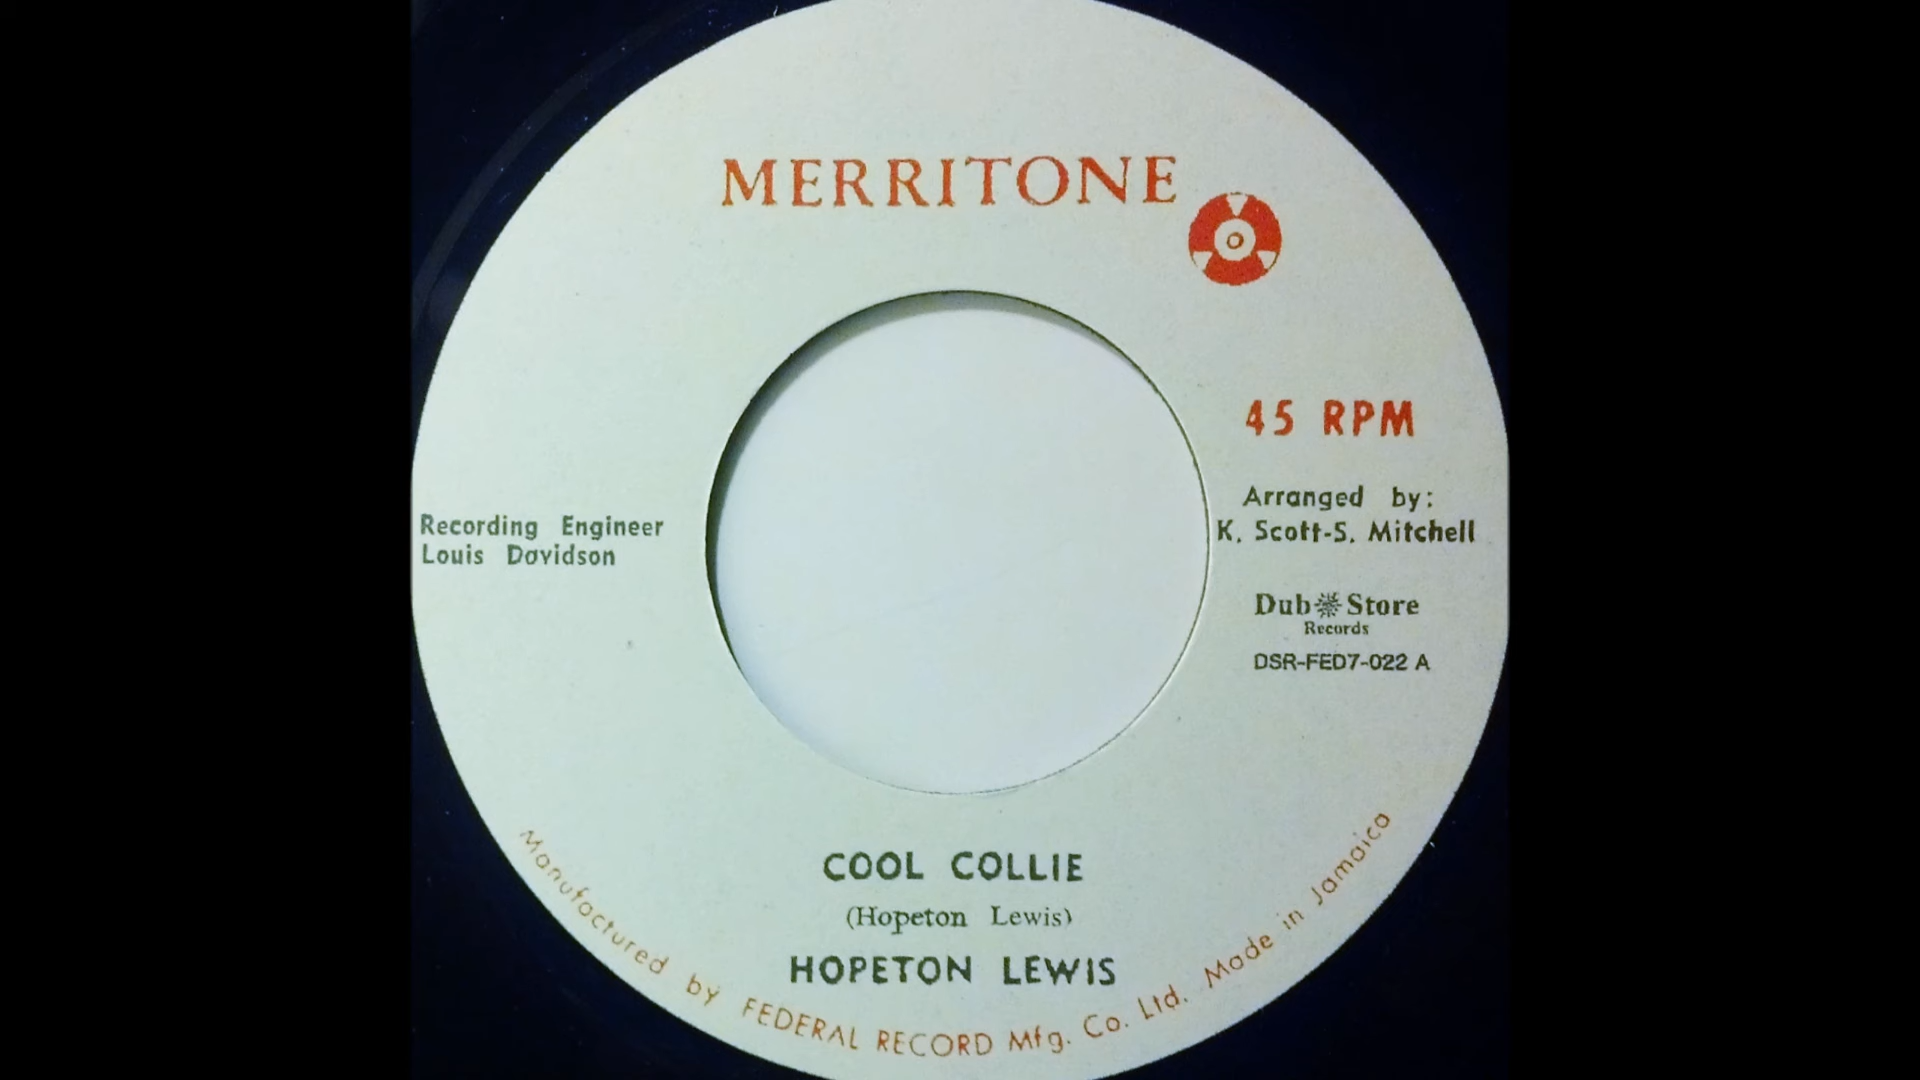 MERRITONE
45 RPM
Arranged by:
K. Scott-S. Mitchell
Recording Engineer
Louis Davidson
Dub Store
Records
DSR-FED7-022 A
COOL COLLIE
(Hopeton Lewis)
HOPETON LEWIS
Manufactured by FEDERAL RECORD Mfg. Co. Ltd. Made in Jamaica